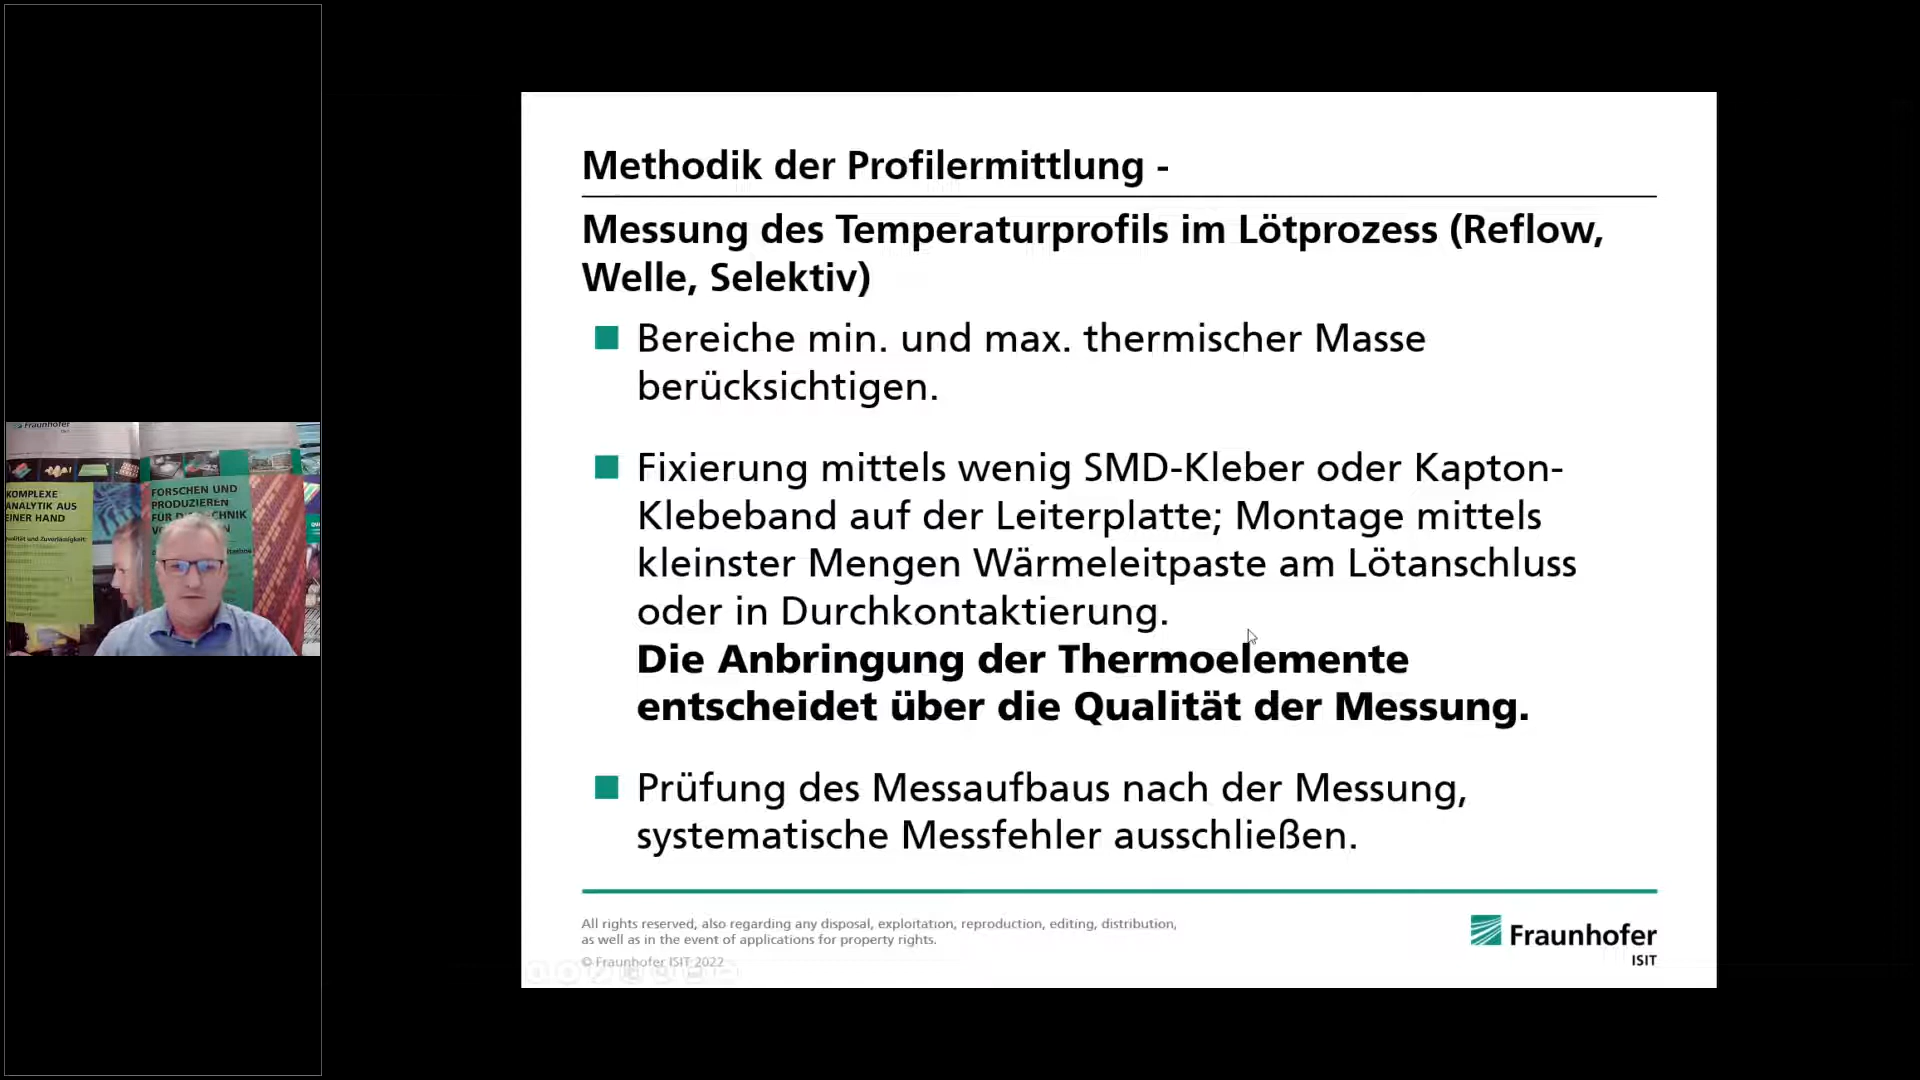 Fraunhofer
KOMPLEXE
ANALYTIK AUS
EINER HAND
FORSCHEN UND
PRODUZIEREN
Methodik der Profilermittlung -
Messung des Temperaturprofils im Lötprozess (Reflow,
Welle, Selektiv)
Bereiche min. und max. thermischer Masse
berücksichtigen.
Fixierung mittels wenig SMD-Kleber oder Kapton-
Klebeband auf der Leiterplatte; Montage mittels
kleinster Mengen Wärmeleitpaste am Lötanschluss
oder in Durchkontaktierung.
Die Anbringung der Thermoelemente
entscheidet über die Qualität der Messung.
Prüfung des Messaufbaus nach der Messung,
systematische Messfehler ausschließen.
All rights reserved, also regarding any disposal, exploitation, reproduction, editing, distribution,
as well as in the event of applications for property rights.
© Fraunhofer ISIT 2022
Fraunhofer
ISIT